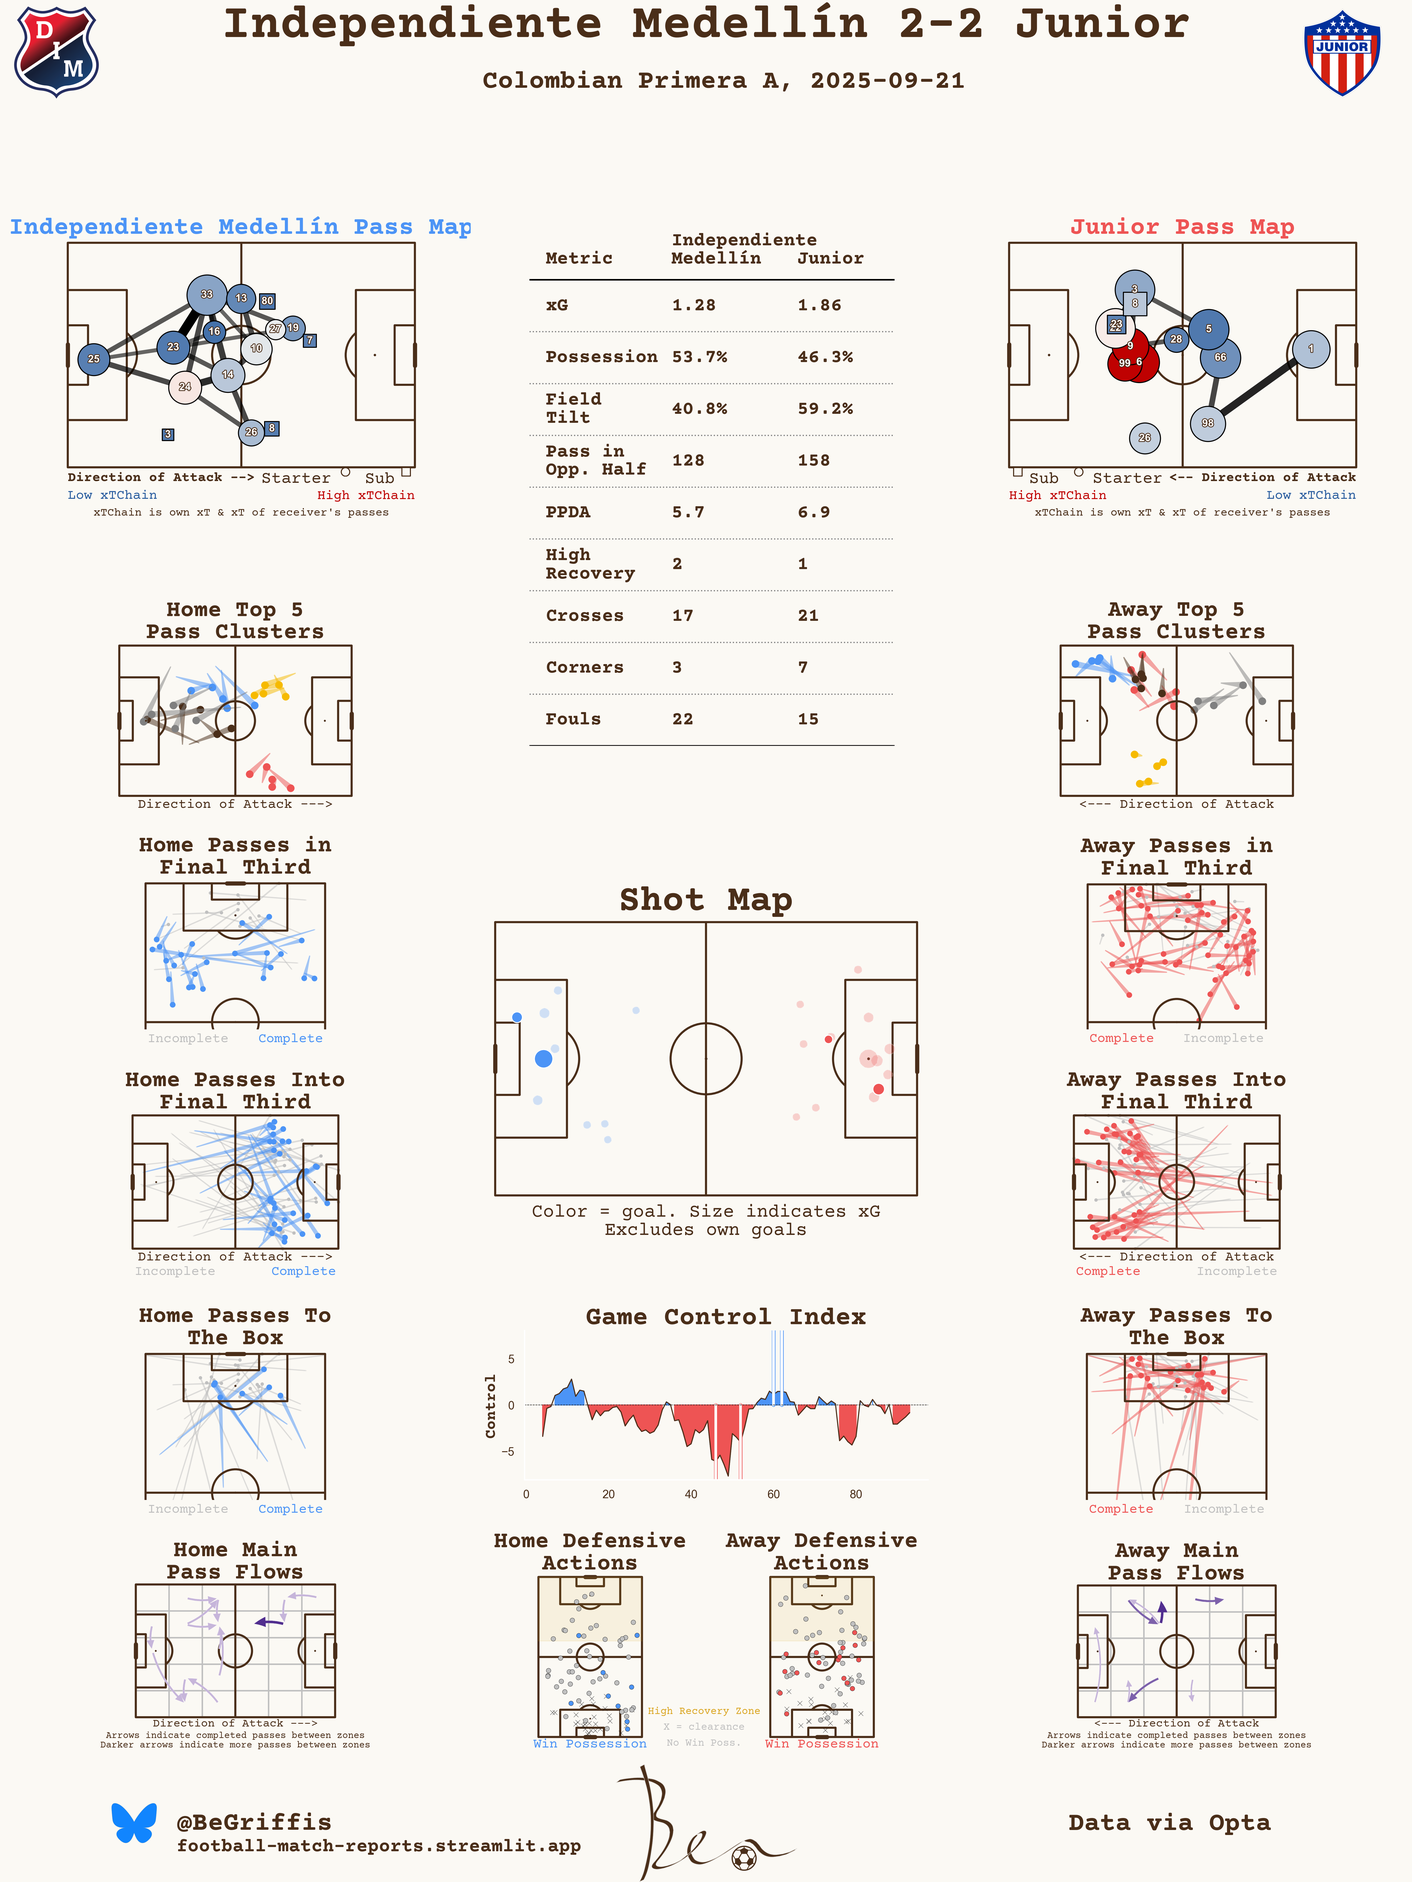 Independiente Medellín 2-2 Junior
Colombian Primera A, 2025-09-21
D
I
M
JUNIOR
Independiente Medellín Pass Map
33
13
80
16
27
19
7
23
10
25
14
24
26
8
3
Direction of Attack --> Starter Sub
Low xTChain High xTChain
xTChain is own xT & xT of receiver's passes
Metric Independiente Medellín Junior
xG 1.28 1.86
Possession 53.7% 46.3%
Field Tilt 40.8% 59.2%
Pass in Opp. Half 128 158
PPDA 5.7 6.9
High Recovery 2 1
Crosses 17 21
Corners 3 7
Fouls 22 15
Junior Pass Map
3
8
23
5
28
9
1
66
99
6
98
26
Sub Starter <-- Direction of Attack
High xTChain Low xTChain
xTChain is own xT & xT of receiver's passes
Home Top 5
Pass Clusters
Direction of Attack --->
Away Top 5
Pass Clusters
<--- Direction of Attack
Home Passes in
Final Third
Incomplete Complete
Away Passes in
Final Third
Complete Incomplete
Shot Map
Color = goal. Size indicates xG
Excludes own goals
Home Passes Into
Final Third
Direction of Attack --->
Incomplete Complete
Away Passes Into
Final Third
<--- Direction of Attack
Complete Incomplete
Home Passes To
The Box
Incomplete Complete
Game Control Index
Control
5
0
−5
0 20 40 60 80
Away Passes To
The Box
Complete Incomplete
Home Main
Pass Flows
Direction of Attack --->
Arrows indicate completed passes between zones
Darker arrows indicate more passes between zones
Home Defensive
Actions
Win Possession
High Recovery Zone
X = clearance
No Win Poss.
Away Defensive
Actions
Win Possession
Away Main
Pass Flows
<--- Direction of Attack
Arrows indicate completed passes between zones
Darker arrows indicate more passes between zones
@BeGriffis
football-match-reports.streamlit.app
Ben
Data via Opta